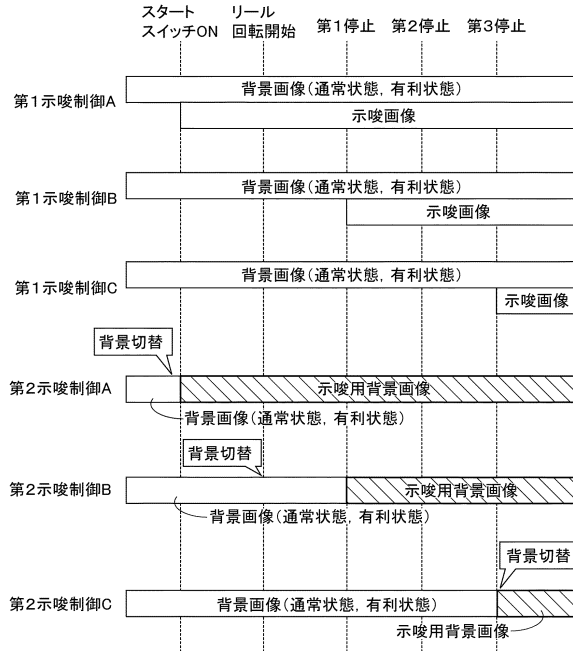 スタート
スイッチON
リール
回転開始
第1停止
第2停止
第3停止
第1示唆制御A
背景画像(通常状態, 有利状態)
示唆画像
第1示唆制御B
背景画像(通常状態, 有利状態)
示唆画像
第1示唆制御C
背景画像(通常状態, 有利状態)
示唆画像
背景切替
第2示唆制御A
示唆用背景画像
背景画像(通常状態, 有利状態)
背景切替
第2示唆制御B
示唆用背景画像
背景画像(通常状態, 有利状態)
背景切替
第2示唆制御C
背景画像(通常状態, 有利状態)
示唆用背景画像